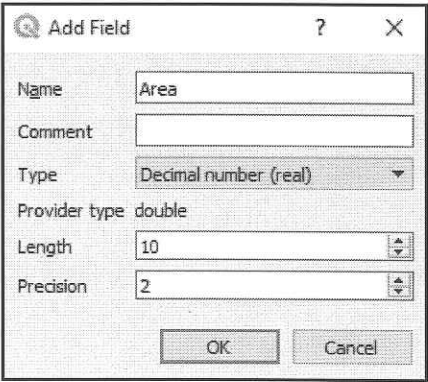 Add Field ? X
Name Area
Comment
Type Decimal number (real)
Provider type double
Length 10
Precision 2
OK Cancel